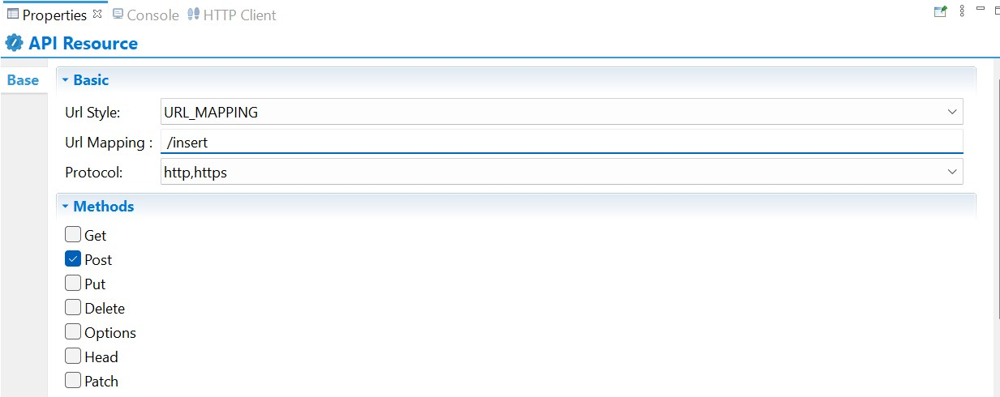 Properties Console HTTP Client
API Resource
Base
Basic
Url Style: URL_MAPPING
Url Mapping : /insert
Protocol: http,https
Methods
Get
Post
Put
Delete
Options
Head
Patch